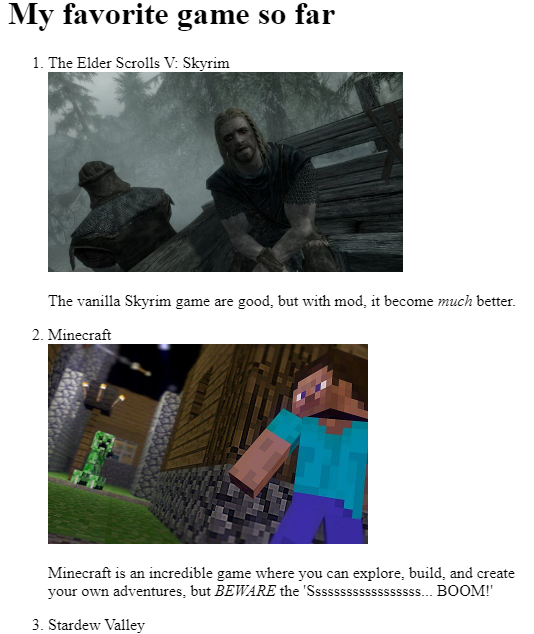 My favorite game so far
1. The Elder Scrolls V: Skyrim
The vanilla Skyrim game are good, but with mod, it become much better.
2. Minecraft
Minecraft is an incredible game where you can explore, build, and create
your own adventures, but BEWARE the 'Sssssssssssssssss... BOOM!'
3. Stardew Valley